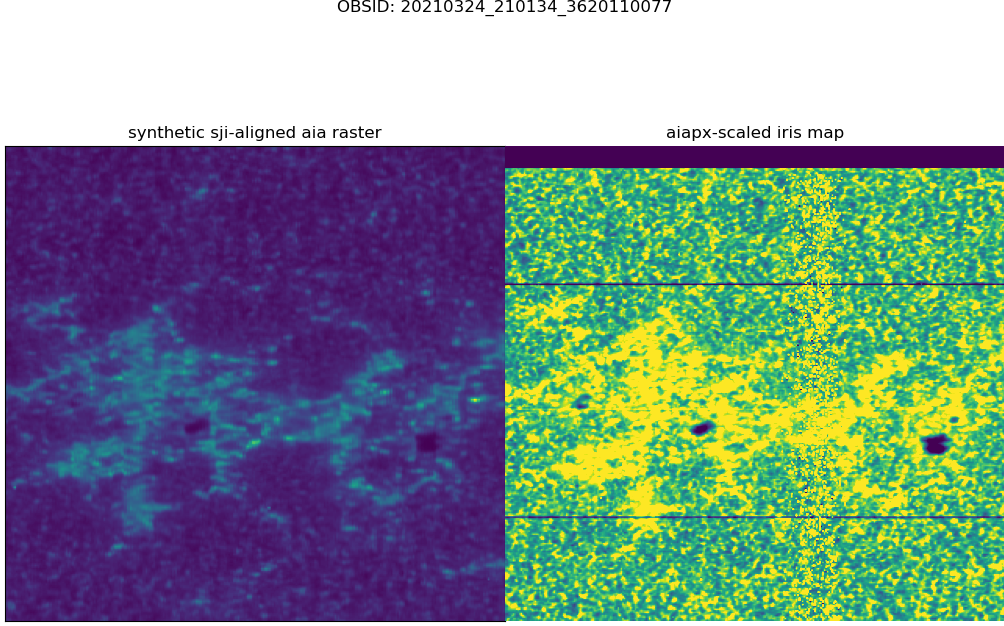 OBSID: 20210324_210134_3620110077
synthetic sji-aligned aia raster
aiapx-scaled iris map